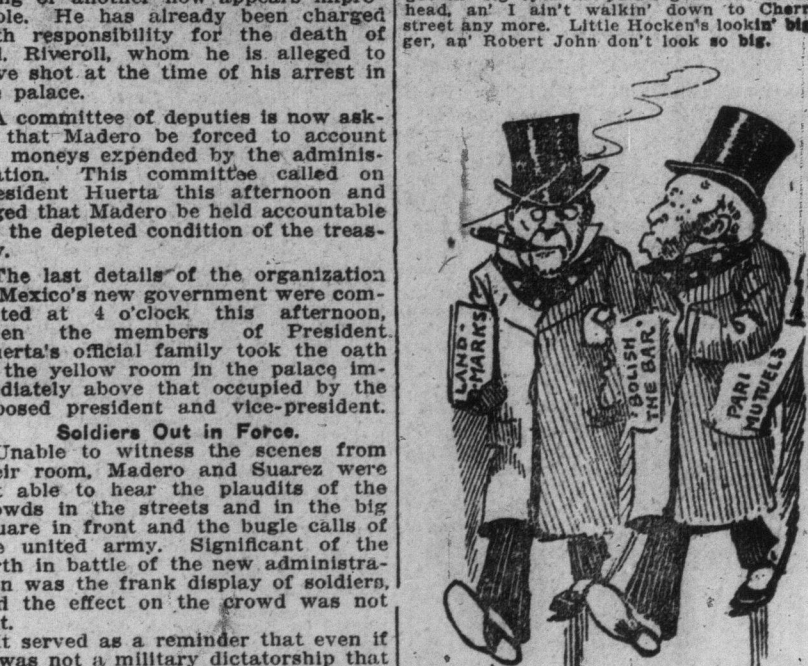 ole. He has already been charged
th responsibility for the death of
l. Riveroll, whom he is alleged to
ve shot at the time of his arrest in
e palace.
A committee of deputies is now ask-
that Madero be forced to account
moneys expended by the adminis-
ation. This committee called on
esident Huerta this afternoon and
ged that Madero be held accountable
the depleted condition of the treas-
y.
The last details of the organization
Mexico's new government were com-
ted at 4 o'clock this afternoon,
en the members of President
uerta's official family took the oath
the yellow room in the palace im-
diately above that occupied by the
posed president and vice-president.
Soldiers Out in Force.
Unable to witness the scenes from
eir room, Madero and Suarez were
t able to hear the plaudits of the
owds in the streets and in the big
uare in front and the bugle calls of
e united army. Significant of the
rth in battle of the new administra-
n was the frank display of soldiers,
d the effect on the crowd was not
t.
t served as a reminder that even if
was not a military dictatorship that
head, an' I ain't walkin' down to Cherr
street any more. Little Hocken's lookin' big
ger, an' Robert John don't look so big.
LAND-
MARKS
'BOLISH
THE BAR'
PARI
MUTUELS